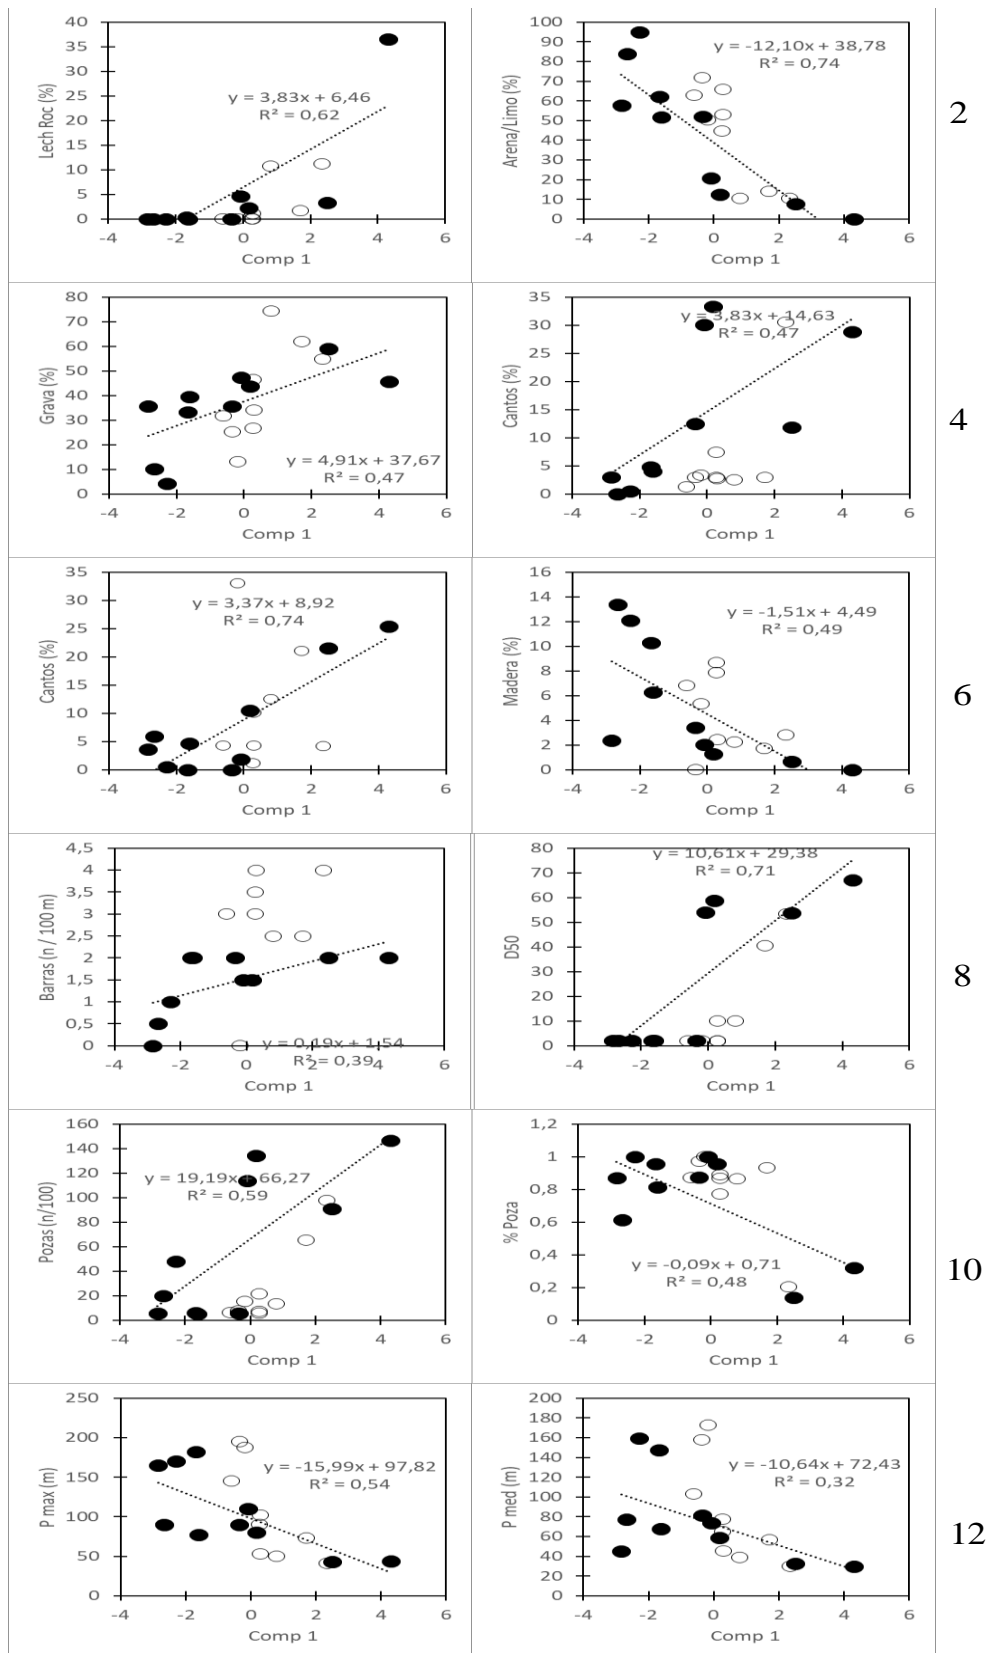 40
35
30
25
20
15
10
5
0
Lech Roc (%)
y = 3,83x + 6,46
R² = 0,62
-4 -2 0 2 4 6
Comp 1
100
90
80
70
60
50
40
30
20
10
0
Arena/Limo (%)
y = -12,10x + 38,78
R² = 0,74
-4 -2 0 2 4 6
Comp 1
2
80
70
60
50
40
30
20
10
0
Grava (%)
y = 4,91x + 37,67
R² = 0,47
-4 -2 0 2 4 6
Comp 1
35
30
25
20
15
10
5
0
Cantos (%)
y = 3,83x + 14,63
R² = 0,47
-4 -2 0 2 4 6
Comp 1
4
35
30
25
20
15
10
5
0
Cantos (%)
y = 3,37x + 8,92
R² = 0,74
-4 -2 0 2 4 6
Comp 1
16
14
12
10
8
6
4
2
0
Madera (%)
y = -1,51x + 4,49
R² = 0,49
-4 -2 0 2 4 6
Comp 1
6
4,5
4
3,5
3
2,5
2
1,5
1
0,5
0
Barras (n / 100 m)
y = 0,19x + 1,54
R² = 0,39
-4 -2 0 2 4 6
Comp 1
80
70
60
50
40
30
20
10
0
D50
y = 10,61x + 29,38
R² = 0,71
-4 -2 0 2 4 6
Comp 1
8
160
140
120
100
80
60
40
20
0
Pozas (n/100)
y = 19,19x + 66,27
R² = 0,59
-4 -2 0 2 4 6
Comp 1
1,2
1
0,8
0,6
0,4
0,2
0
% Poza
y = -0,09x + 0,71
R² = 0,48
-4 -2 0 2 4 6
Comp 1
10
250
200
150
100
50
0
P max (m)
y = -15,99x + 97,82
R² = 0,54
-4 -2 0 2 4 6
Comp 1
200
180
160
140
120
100
80
60
40
20
0
P med (m)
y = -10,64x + 72,43
R² = 0,32
-4 -2 0 2 4 6
Comp 1
12